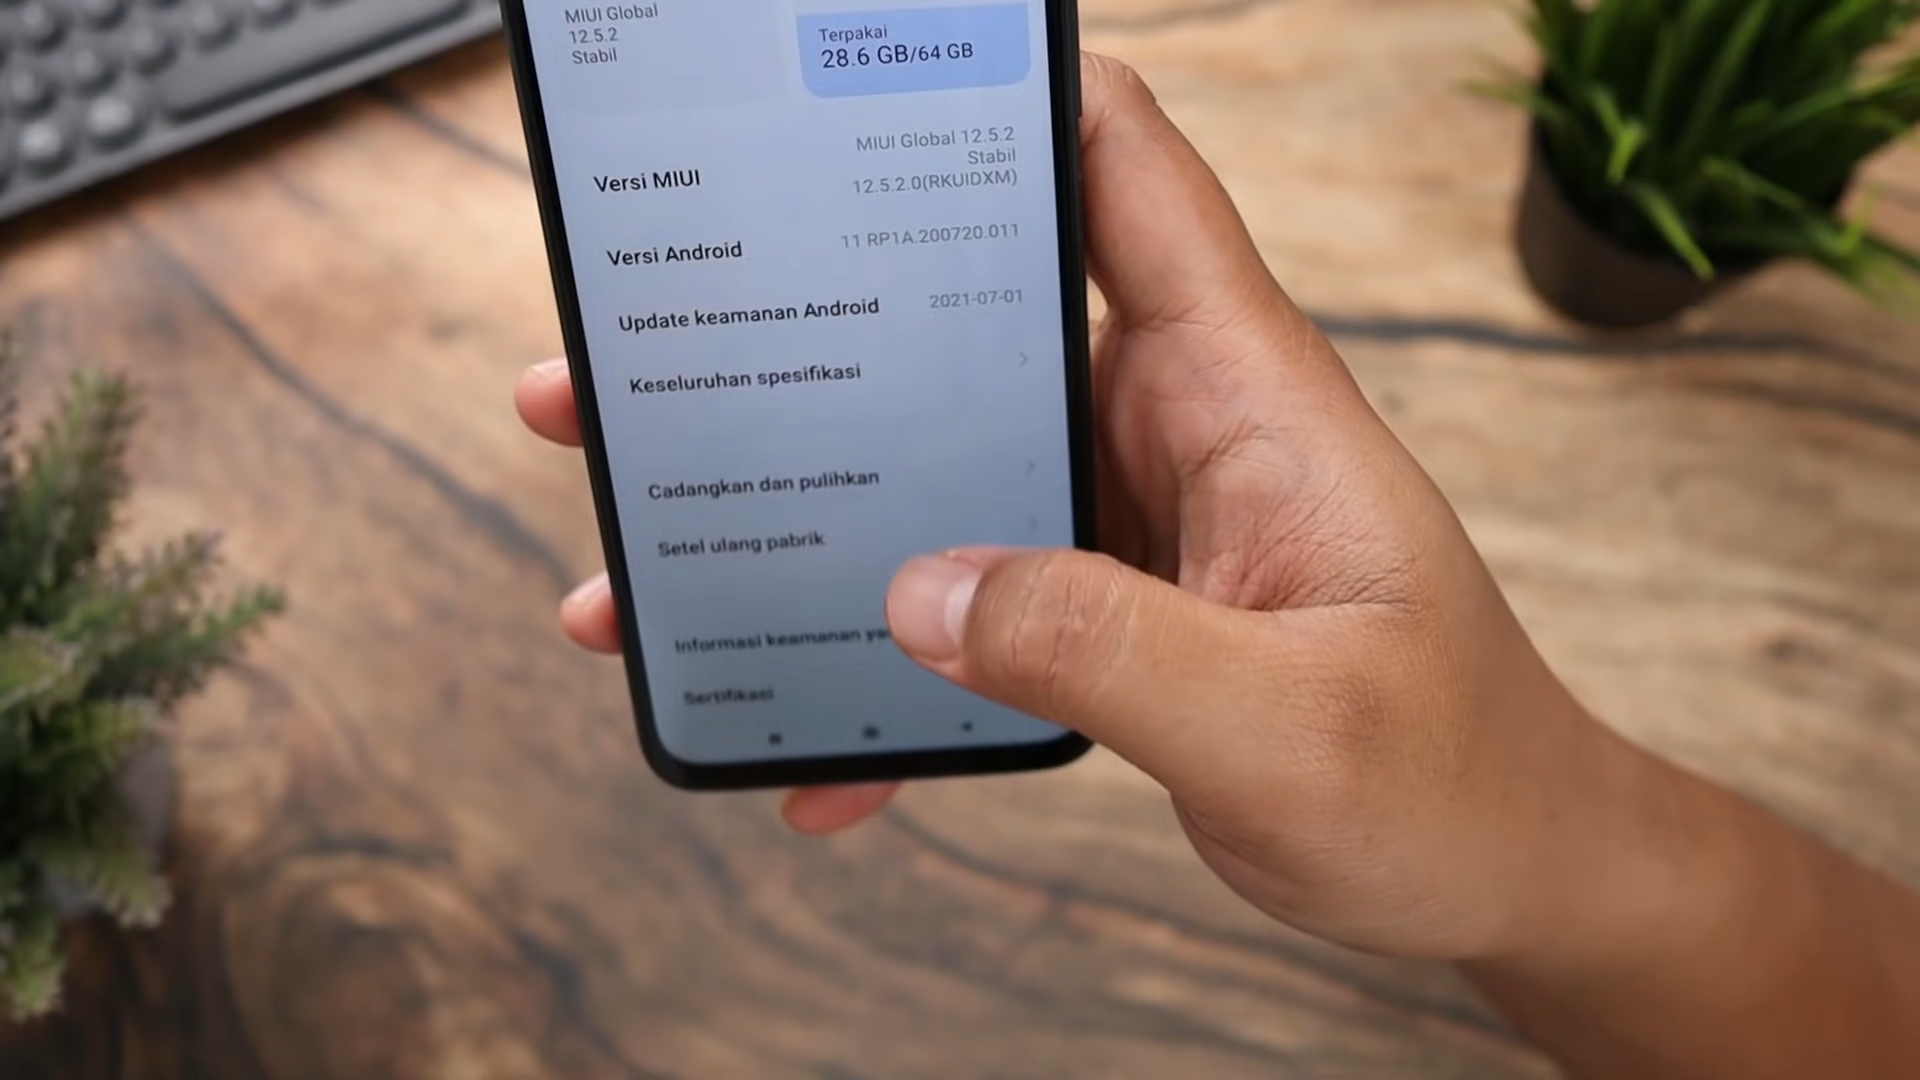 MIUI Global
12.5.2
Stabil
Terpakai
28.6 GB/64 GB
Versi MIUI
MIUI Global 12.5.2
Stabil
12.5.2.0(RKUIDXM)
Versi Android
11 RP1A.200720.011
Update keamanan Android
2021-07-01
Keseluruhan spesifikasi
Cadangkan dan pulihkan
Setel ulang pabrik
Informasi keamanan
Sertifikasi